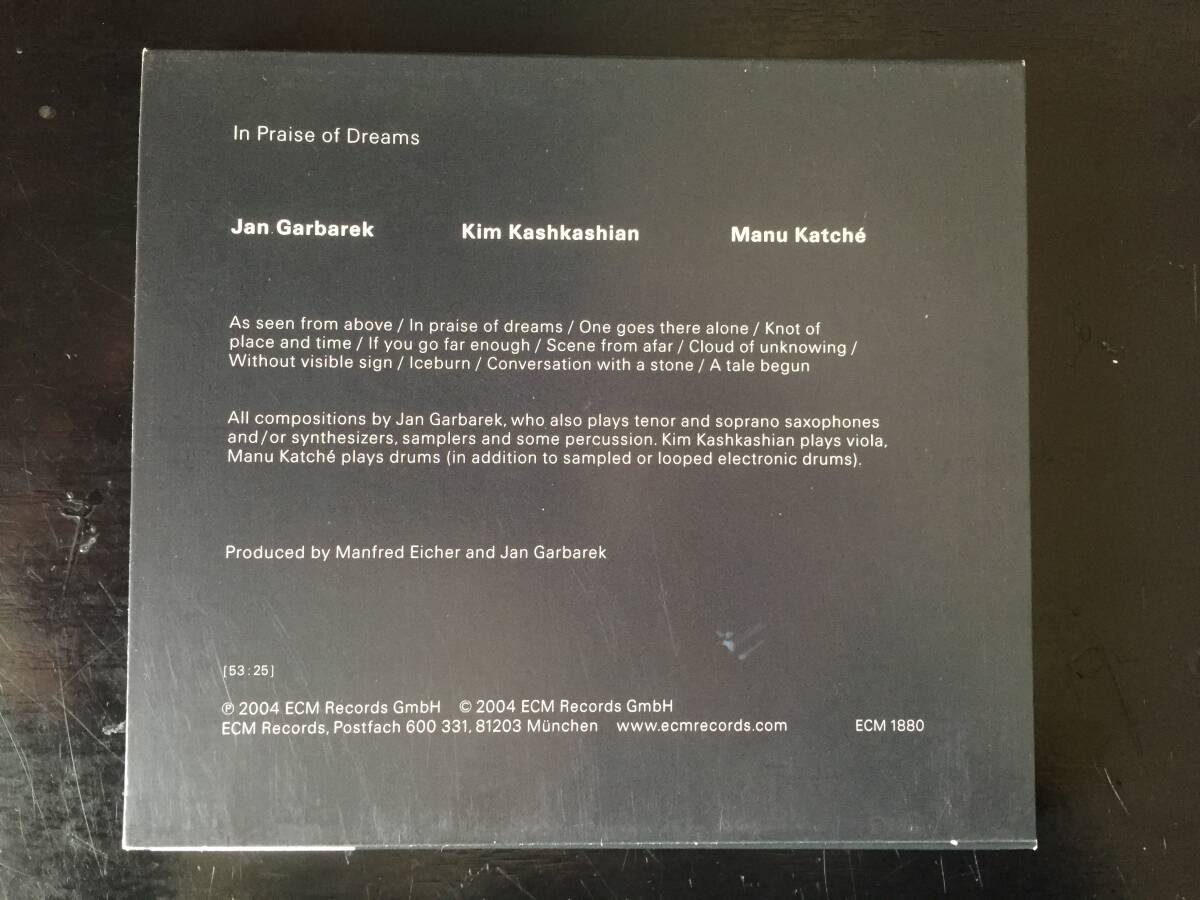 In Praise of Dreams
Jan Garbarek Kim Kashkashian Manu Katché
As seen from above / In praise of dreams / One goes there alone / Knot of
place and time / If you go far enough / Scene from afar / Cloud of unknowing /
Without visible sign / Iceburn / Conversation with a stone / A tale begun
All compositions by Jan Garbarek, who also plays tenor and soprano saxophones
and/or synthesizers, samplers and some percussion. Kim Kashkashian plays viola,
Manu Katché plays drums (in addition to sampled or looped electronic drums).
Produced by Manfred Eicher and Jan Garbarek
[53:25]
℗ 2004 ECM Records GmbH © 2004 ECM Records GmbH
ECM Records, Postfach 600 331, 81203 München www.ecmrecords.com ECM 1880